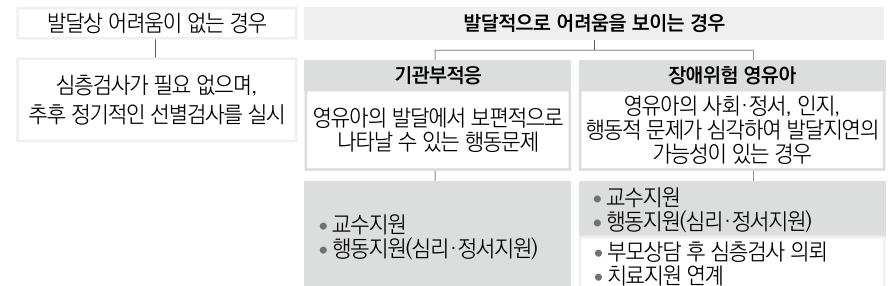 발달상 어려움이 없는 경우
심층검사가 필요 없으며,
추후 정기적인 선별검사를 실시
발달적으로 어려움을 보이는 경우
기관부적응
영유아의 발달에서 보편적으로
나타날 수 있는 행동문제
• 교수지원
• 행동지원(심리·정서지원)
장애위험 영유아
영유아의 사회·정서, 인지,
행동적 문제가 심각하여 발달지연의
가능성이 있는 경우
• 교수지원
• 행동지원(심리·정서지원)
• 부모상담 후 심층검사 의뢰
• 치료지원 연계